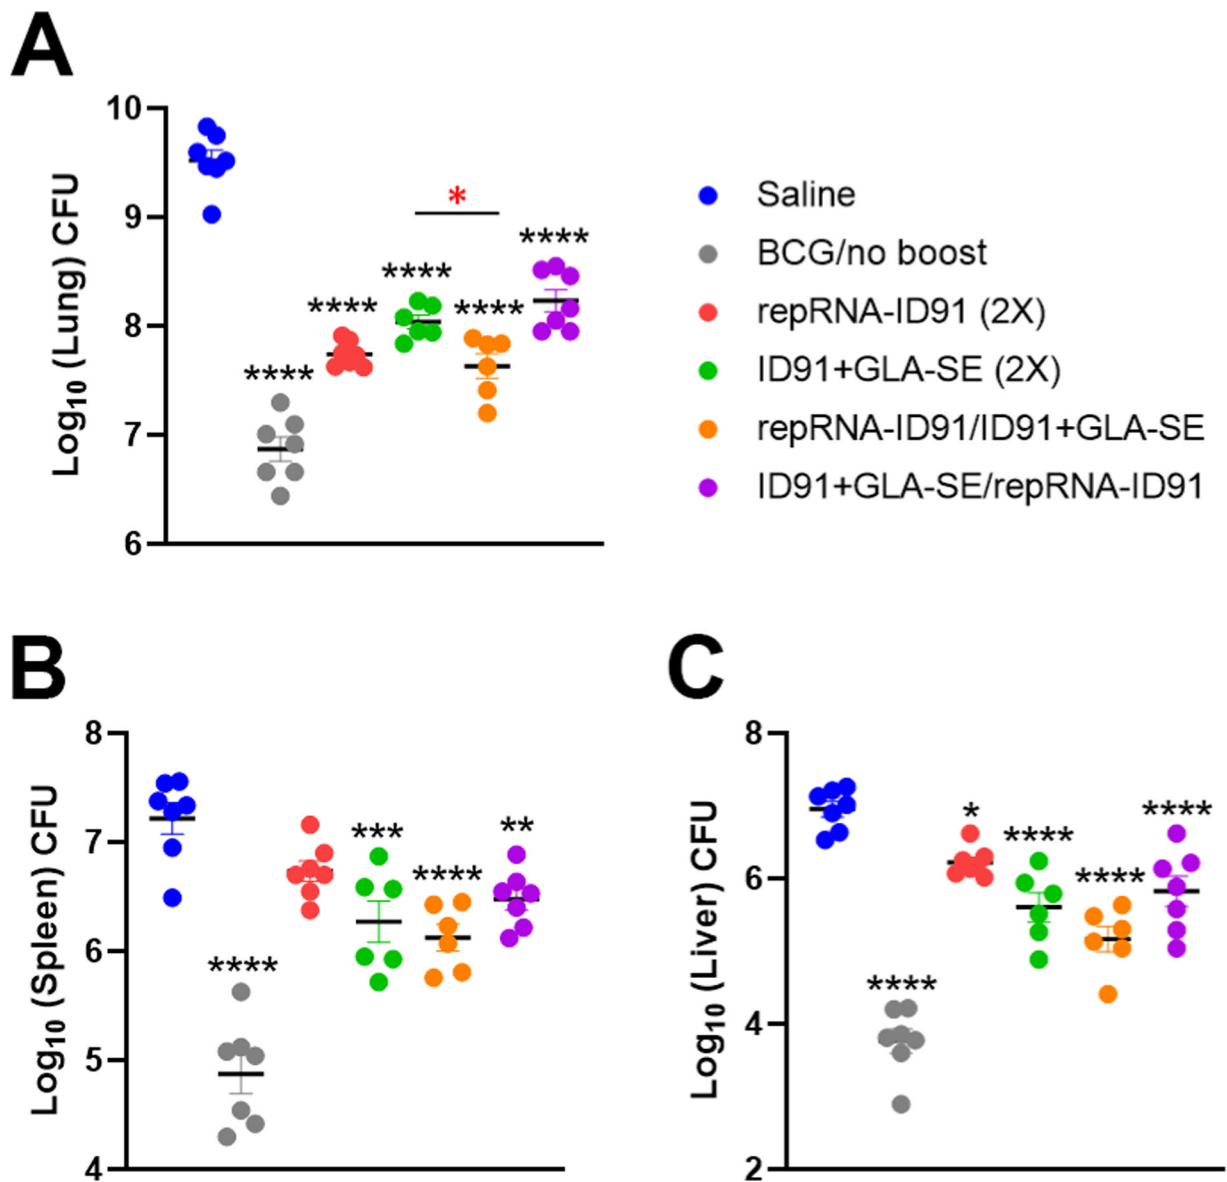 A
Log10 (Lung) CFU
10
9
8
7
6
****
****
****
*
****
****
Saline
BCG/no boost
repRNA-ID91 (2X)
ID91+GLA-SE (2X)
repRNA-ID91/ID91+GLA-SE
ID91+GLA-SE/repRNA-ID91
B
Log10 (Spleen) CFU
8
7
6
5
4
****
***
****
**
C
Log10 (Liver) CFU
8
6
4
2
****
*
****
****
****